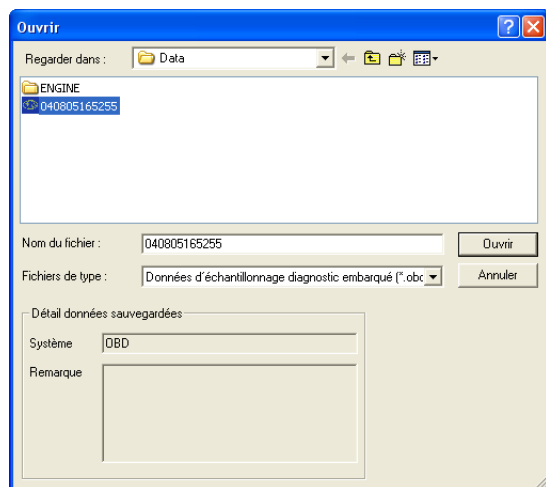 Ouvrir
Regarder dans :
Data
ENGINE
040805165255
Nom du fichier :
040805165255
Ouvrir
Fichiers de type :
Données d´échantillonnage diagnostic embarqué (*.obc
Annuler
Détail données sauvegardées
Système
OBD
Remarque